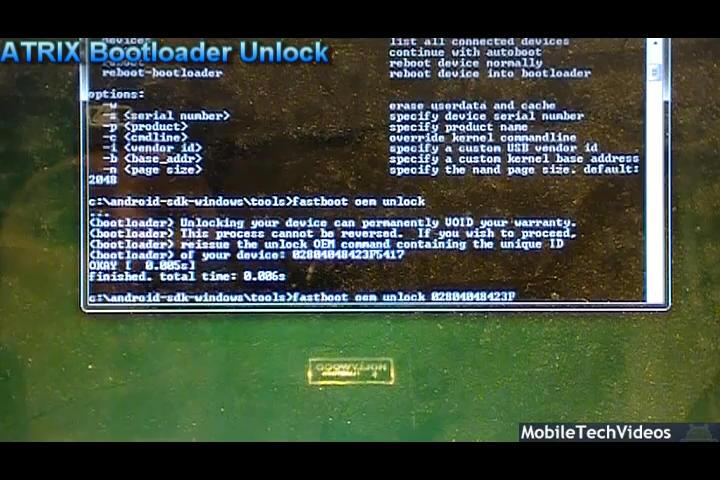 ATRIX Bootloader Unlock
devices list all connected devices
continue with autoboot
reboot reboot device normally
reboot-bootloader reboot device into bootloader
options:
-w erase userdata and cache
-s <serial number> specify device serial number
-p <product> specify product name
-c <cmdline> override kernel commandline
-i <vendor id> specify a custom USB vendor id
-b <base_addr> specify a custom kernel base address
-n <page size> specify the nand page size. default:
2048
c:\android-sdk-windows\tools>fastboot oem unlock
...
(bootloader) Unlocking your device can permanently VOID your warranty.
(bootloader) This process cannot be reversed. If you wish to proceed,
(bootloader) reissue the unlock OEM command containing the unique ID
(bootloader) of your device: 02804048423F5417
OKAY [ 0.005s]
finished. total time: 0.006s
c:\android-sdk-windows\tools>fastboot oem unlock 02804048423F
MobileTechVideos